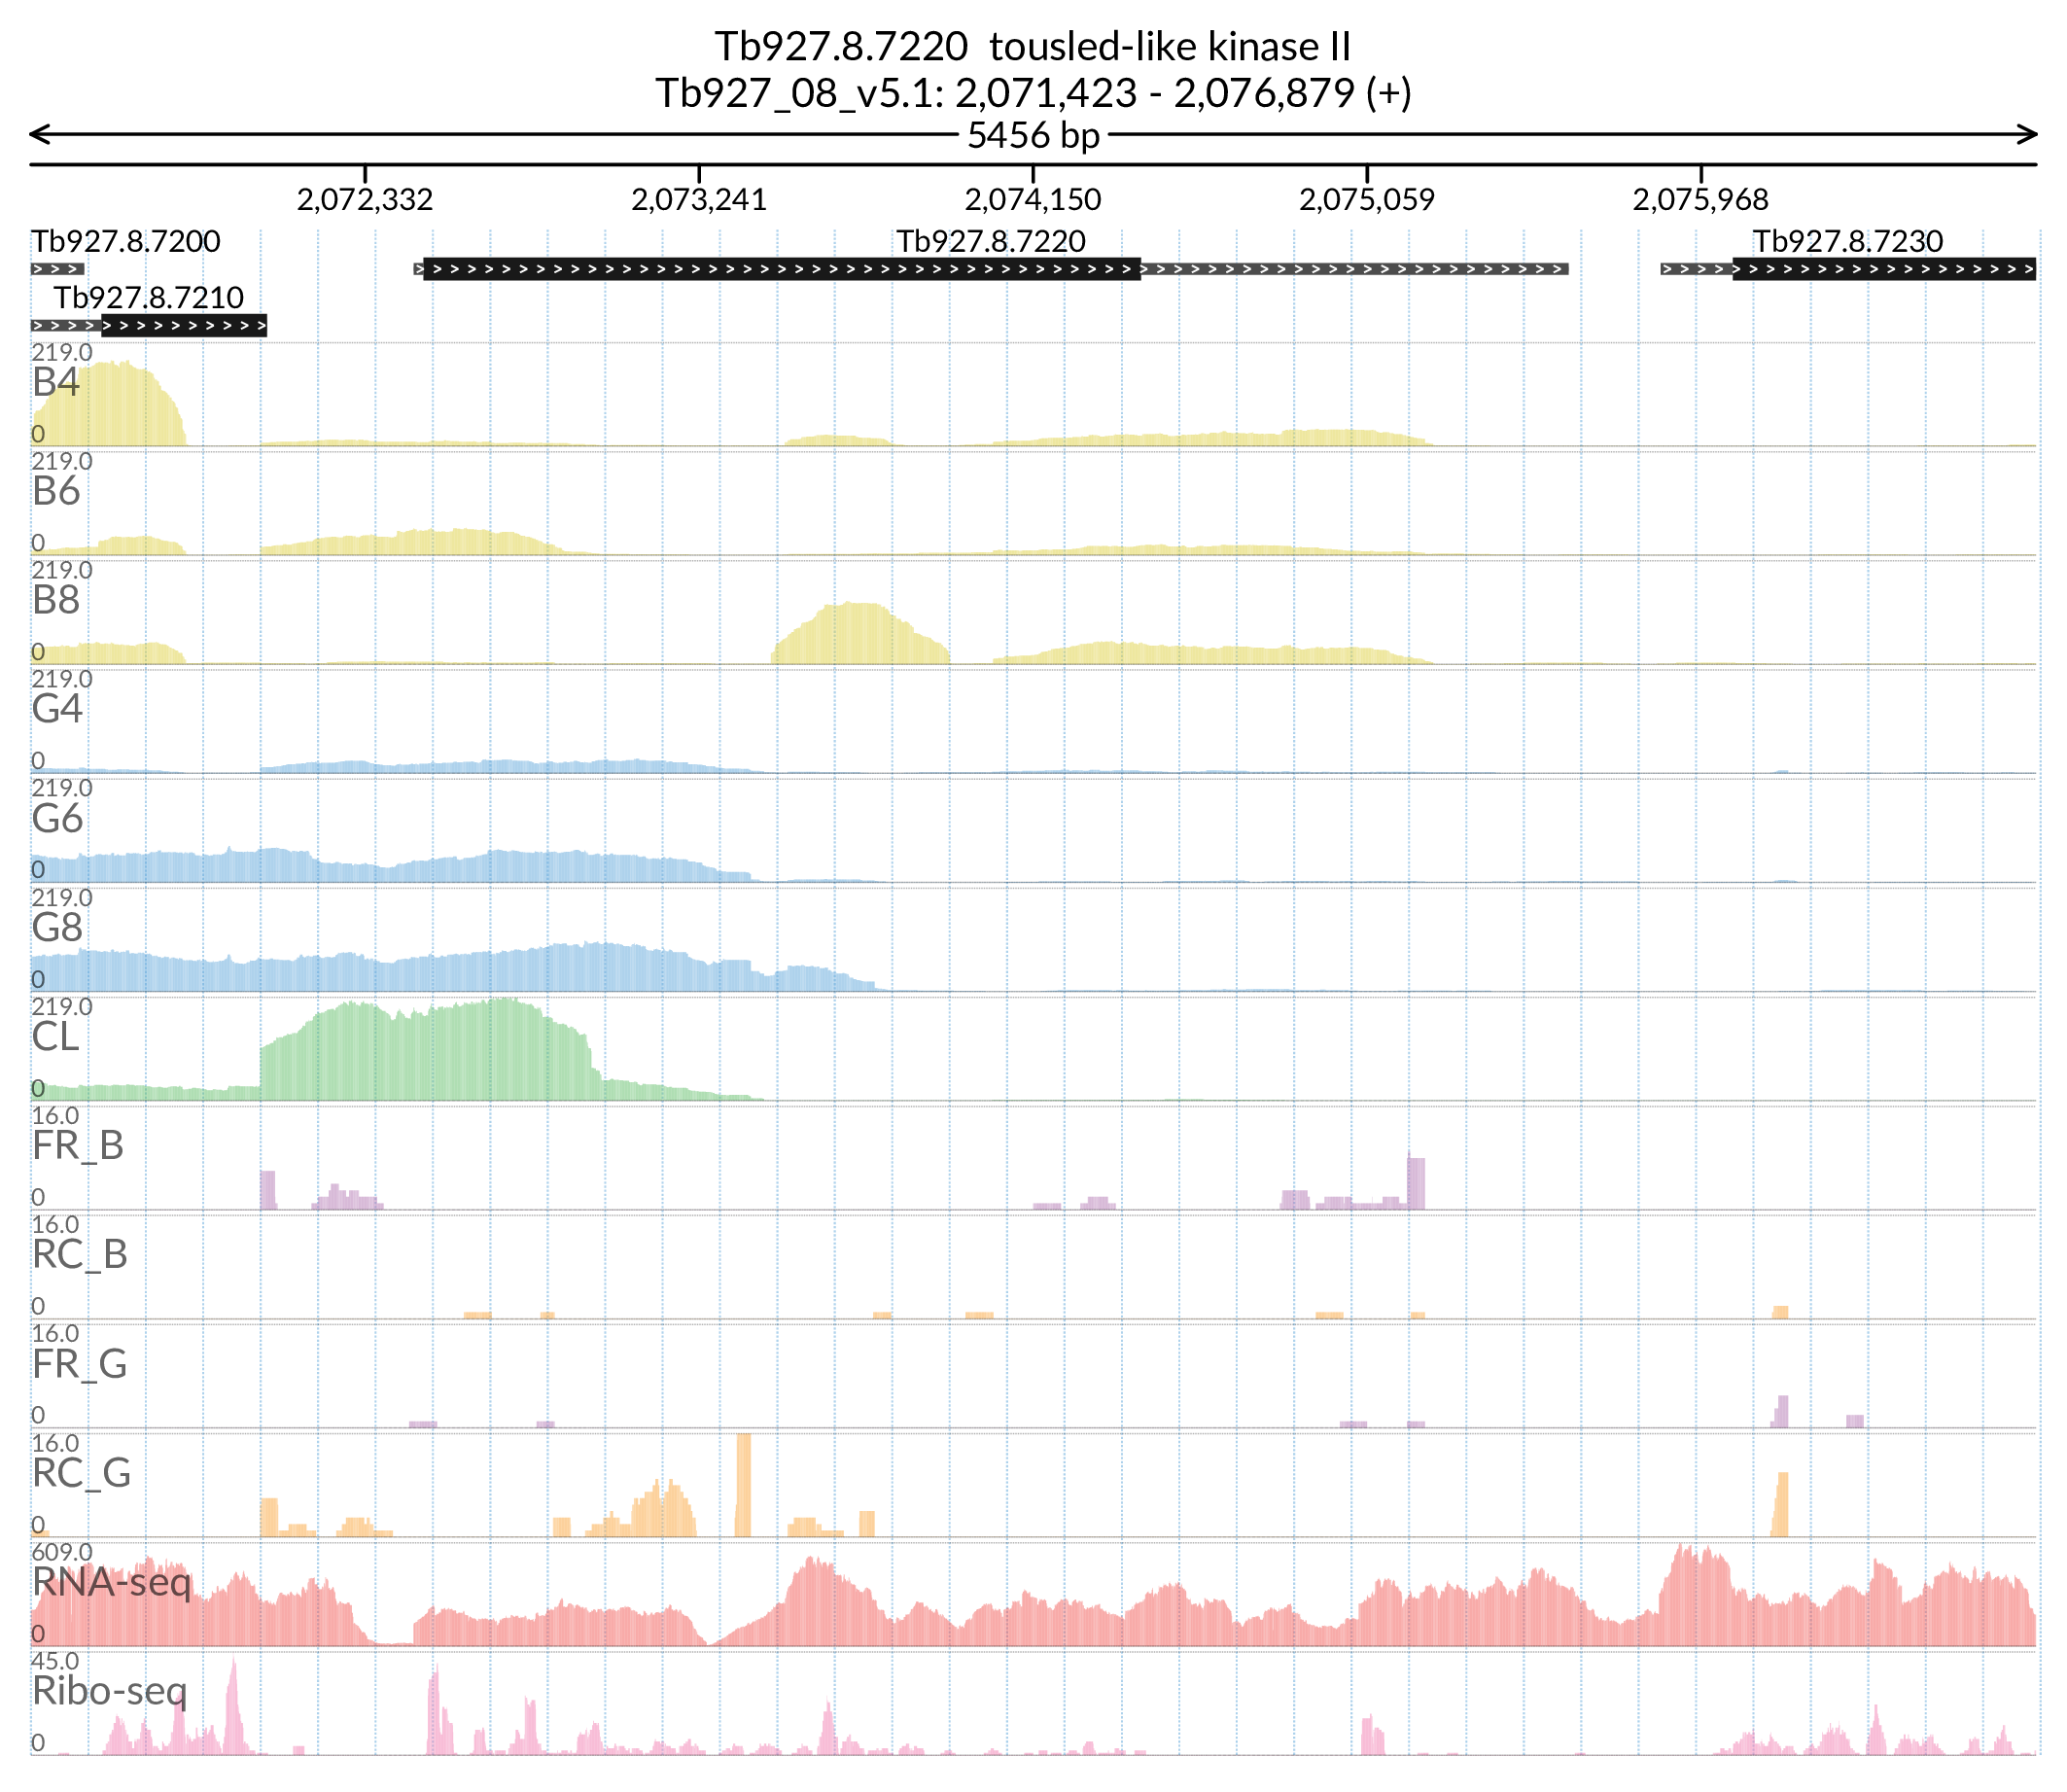 Tb927.8.7220 tousled-like kinase II
Tb927_08_v5.1: 2,071,423 - 2,076,879 (+)
5456 bp
2,072,332 2,073,241 2,074,150 2,075,059 2,075,968
Tb927.8.7200 Tb927.8.7220 Tb927.8.7230
Tb927.8.7210
219.0
B4
0
219.0
B6
0
219.0
B8
0
219.0
G4
0
219.0
G6
0
219.0
G8
0
219.0
CL
0
16.0
FR_B
0
16.0
RC_B
0
16.0
FR_G
0
16.0
RC_G
0
609.0
RNA-seq
0
45.0
Ribo-seq
0